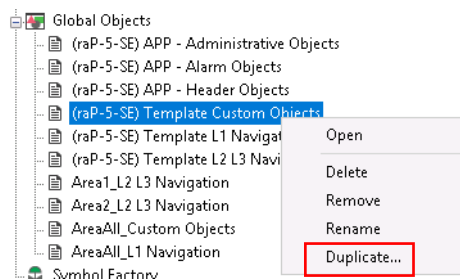 Global Objects
(raP-5-SE) APP - Administrative Objects
(raP-5-SE) APP - Alarm Objects
(raP-5-SE) APP - Header Objects
(raP-5-SE) Template Custom Objects
(raP-5-SE) Template L1 Navigat
(raP-5-SE) Template L2 L3 Navi
Area1_L2 L3 Navigation
Area2_L2 L3 Navigation
AreaAll_Custom Objects
AreaAll_L1 Navigation
Symbol Factory
Open
Delete
Remove
Rename
Duplicate...